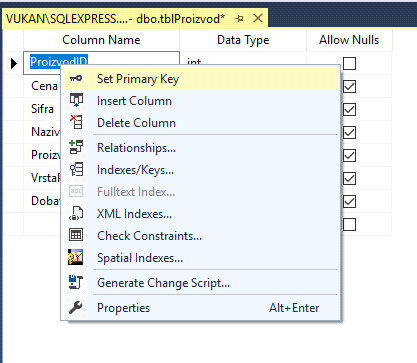 VUKAN\SQLEXPRESS....- dbo.tblProizvod*
Column Name Data Type Allow Nulls
ProizvodID int
Cena
Sifra
Naziv
Proizv
VrstaP
Dobav
Set Primary Key
Insert Column
Delete Column
Relationships...
Indexes/Keys...
Fulltext Index...
XML Indexes...
Check Constraints...
Spatial Indexes...
Generate Change Script...
Properties Alt+Enter